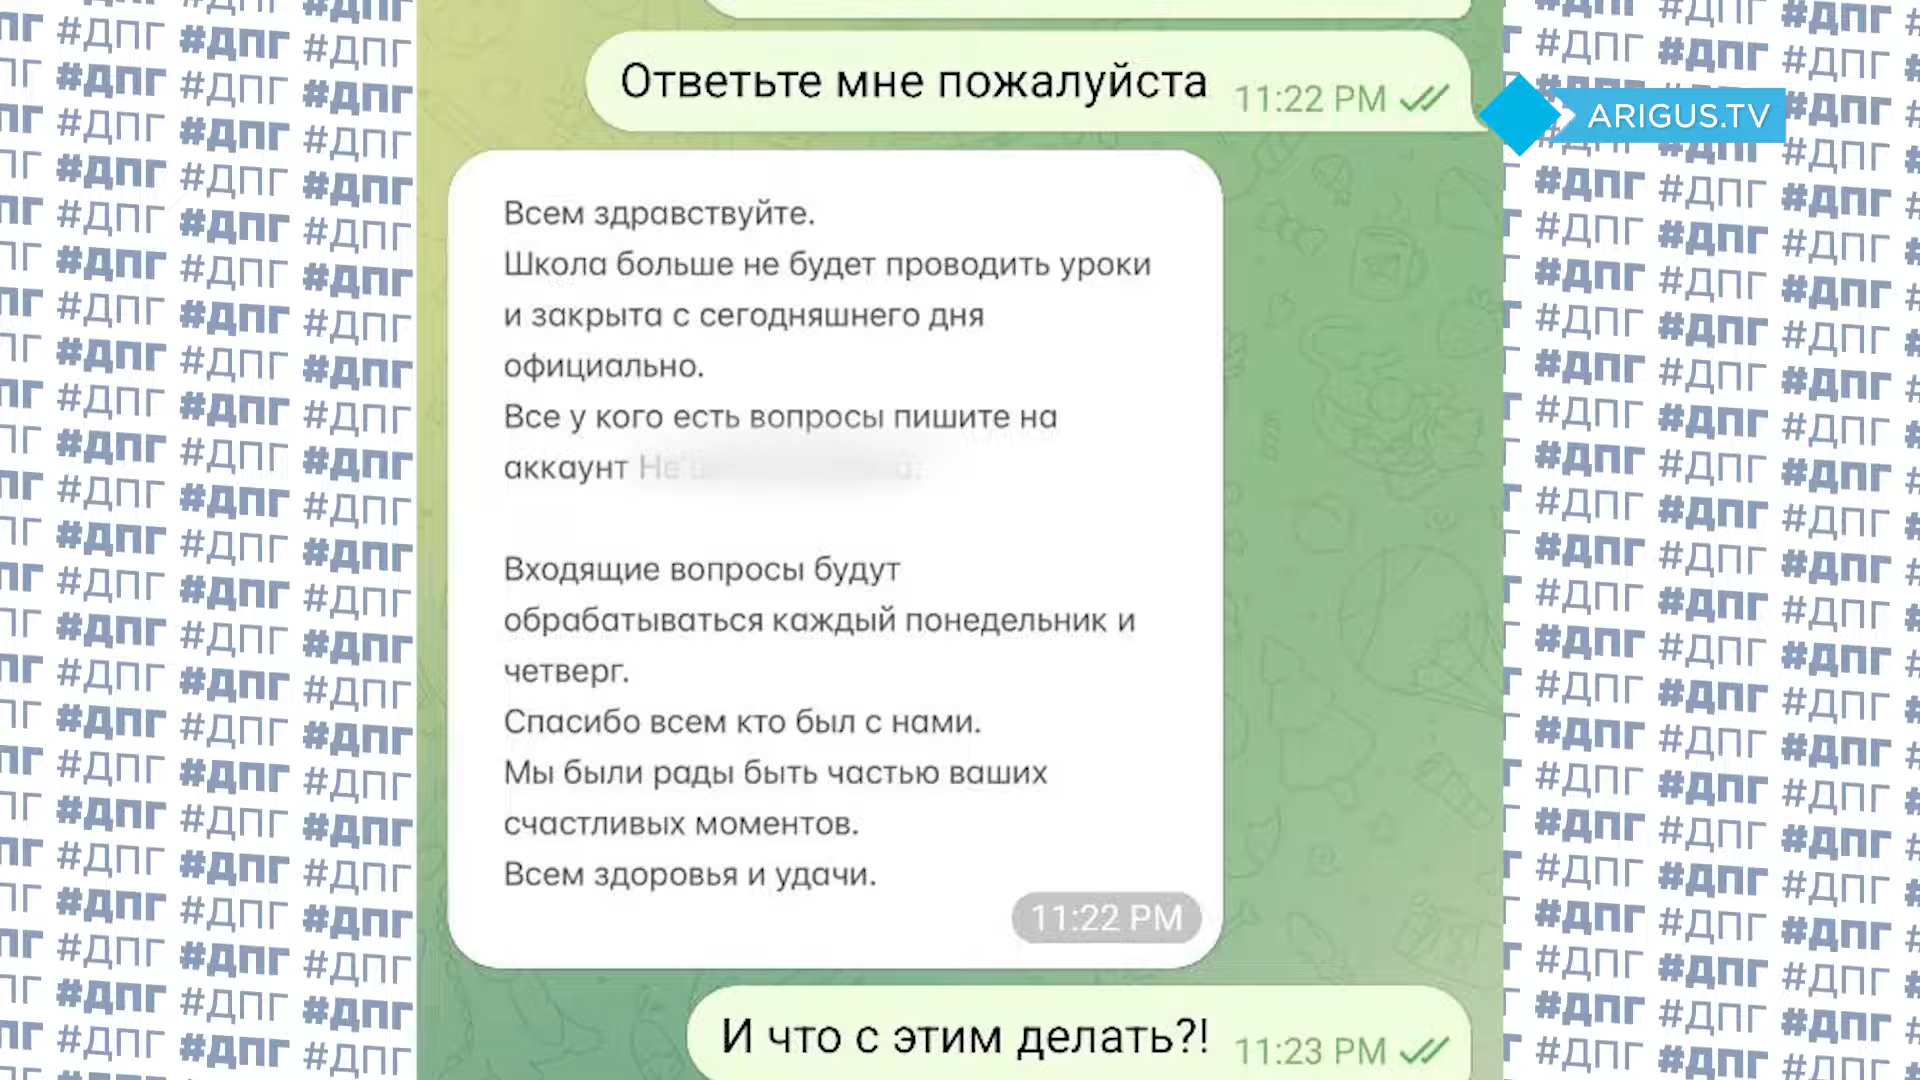 Ответьте мне пожалуйста 11:22 PM
ARIGUS.TV
Всем здравствуйте.
Школа больше не будет проводить уроки
и закрыта с сегодняшнего дня
официально.
Все у кого есть вопросы пишите на
аккаунт
Входящие вопросы будут
обрабатываться каждый понедельник и
четверг.
Спасибо всем кто был с нами.
Мы были рады быть частью ваших
счастливых моментов.
Всем здоровья и удачи.
11:22 PM
И что с этим делать?! 11:23 PM
#ДПГ